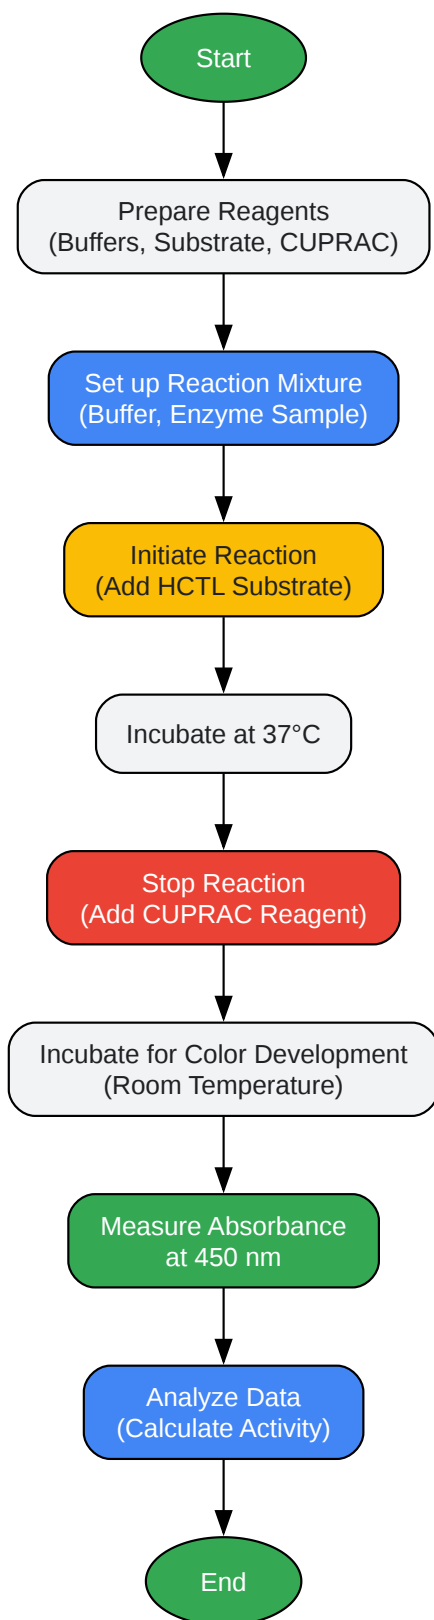 Start
Prepare Reagents
(Buffers, Substrate, CUPRAC)
Set up Reaction Mixture
(Buffer, Enzyme Sample)
Initiate Reaction
(Add HCTL Substrate)
Incubate at 37°C
Stop Reaction
(Add CUPRAC Reagent)
Incubate for Color Development
(Room Temperature)
Measure Absorbance
at 450 nm
Analyze Data
(Calculate Activity)
End